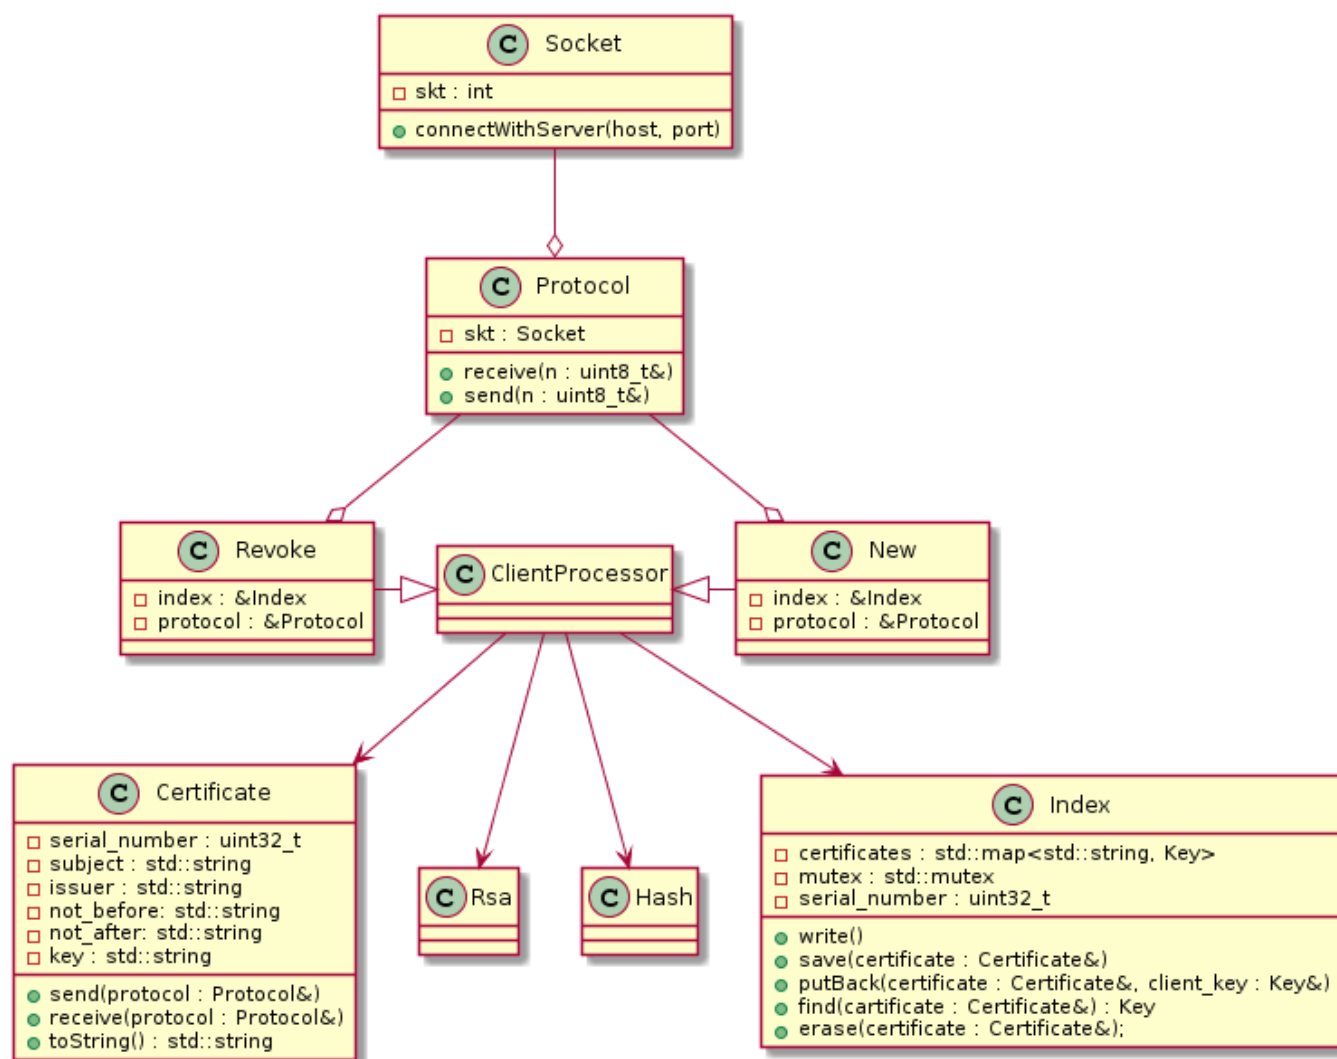 C Socket
skt : int
connectWithServer(host, port)
C Protocol
skt : Socket
receive(n : uint8_t&)
send(n : uint8_t&)
C Revoke
index : &Index
protocol : &Protocol
C ClientProcessor
C New
index : &Index
protocol : &Protocol
C Certificate
serial_number : uint32_t
subject : std::string
issuer : std::string
not_before: std::string
not_after: std::string
key : std::string
send(protocol : Protocol&)
receive(protocol : Protocol&)
toString() : std::string
C Rsa
C Hash
C Index
certificates : std::map<std::string, Key>
mutex : std::mutex
serial_number : uint32_t
write()
save(certificate : Certificate&)
putBack(certificate : Certificate&, client_key : Key&)
find(cartificate : Certificate&) : Key
erase(certificate : Certificate&);